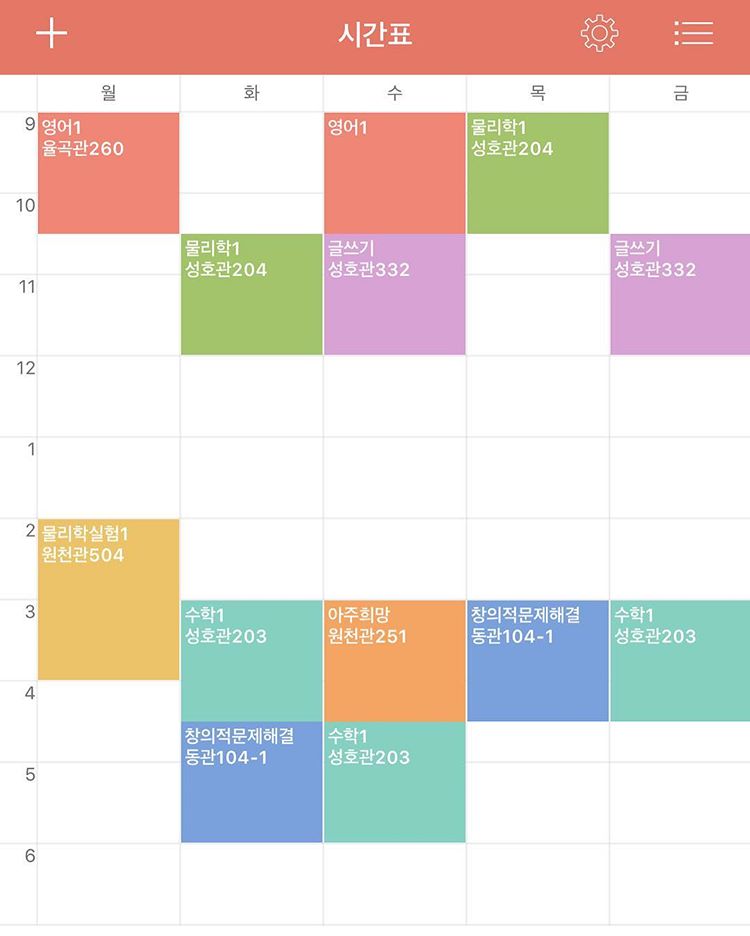 시간표
월 화 수 목 금
9
영어1
율곡관260
영어1
물리학1
성호관204
10
물리학1
성호관204
글쓰기
성호관332
글쓰기
성호관332
11
12
1
2
물리학실험1
원천관504
3
수학1
성호관203
아주희망
원천관251
창의적문제해결
동관104-1
수학1
성호관203
4
창의적문제해결
동관104-1
수학1
성호관203
5
6